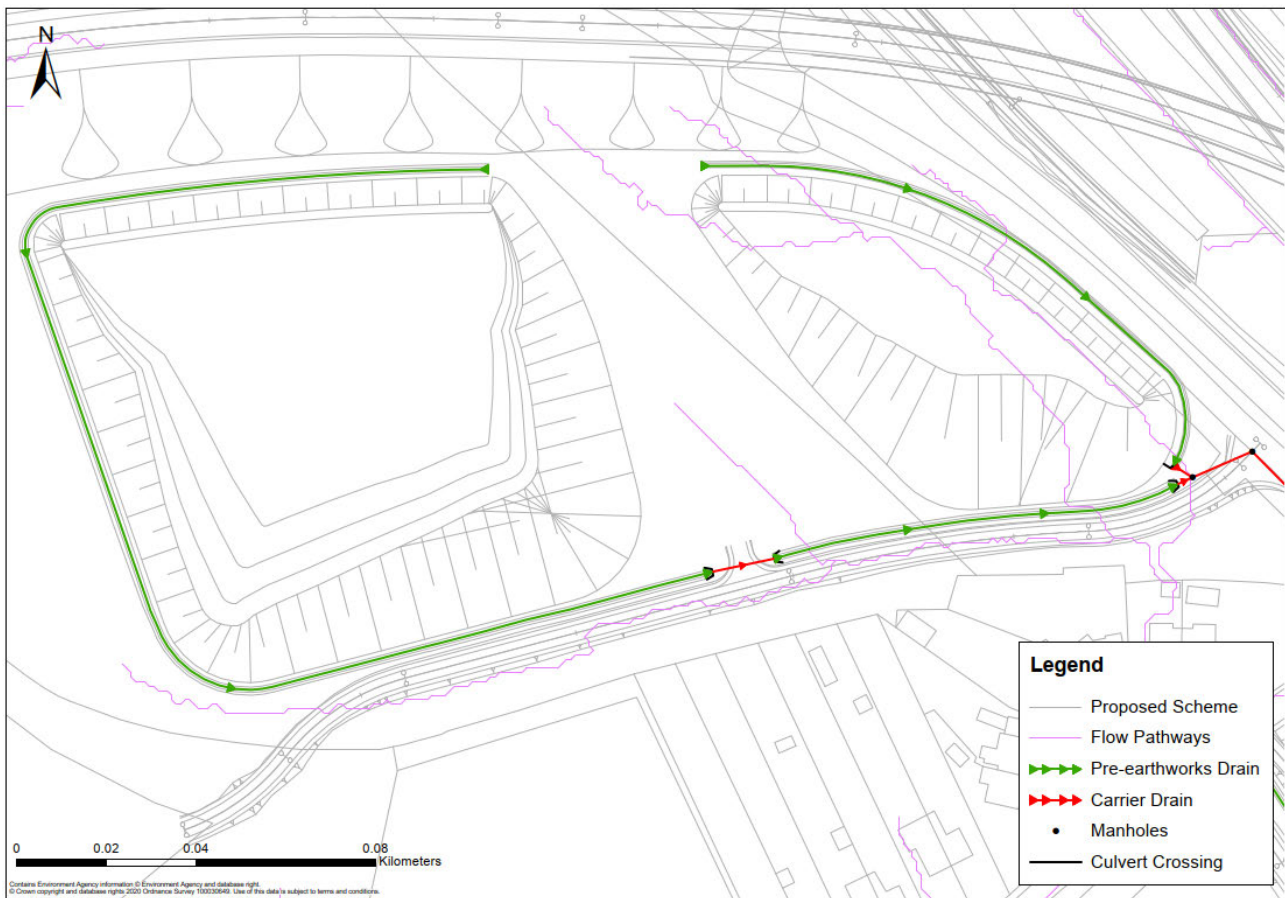 N
Legend
Proposed Scheme
Flow Pathways
Pre-earthworks Drain
Carrier Drain
Manholes
Culvert Crossing
0 0.02 0.04 0.08
Kilometers
Contains Environment Agency information © Environment Agency and database right.
© Crown copyright and database rights 2020 Ordnance Survey 100030649. Use of this data is subject to terms and conditions.